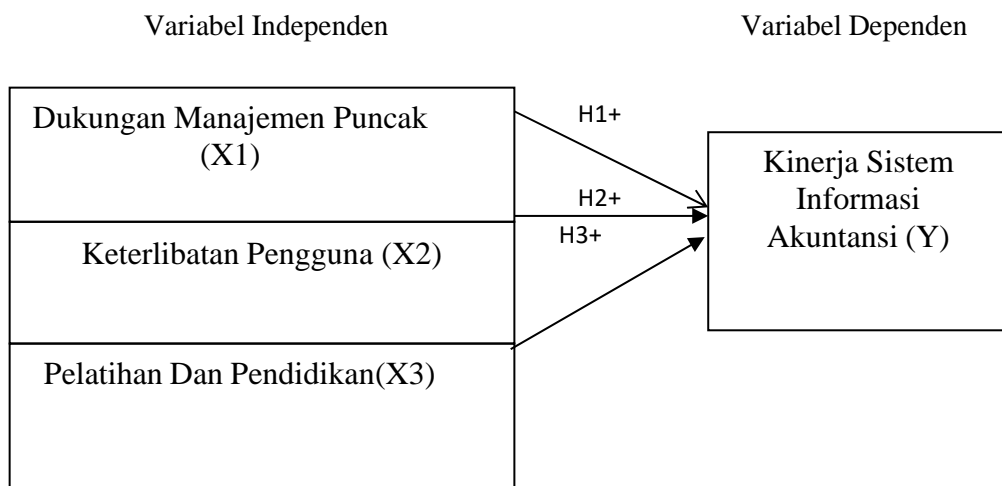 Variabel Independen
Variabel Dependen
Dukungan Manajemen Puncak
(X1)
Keterlibatan Pengguna (X2)
Pelatihan Dan Pendidikan(X3)
H1+
H2+
H3+
Kinerja Sistem
Informasi
Akuntansi (Y)